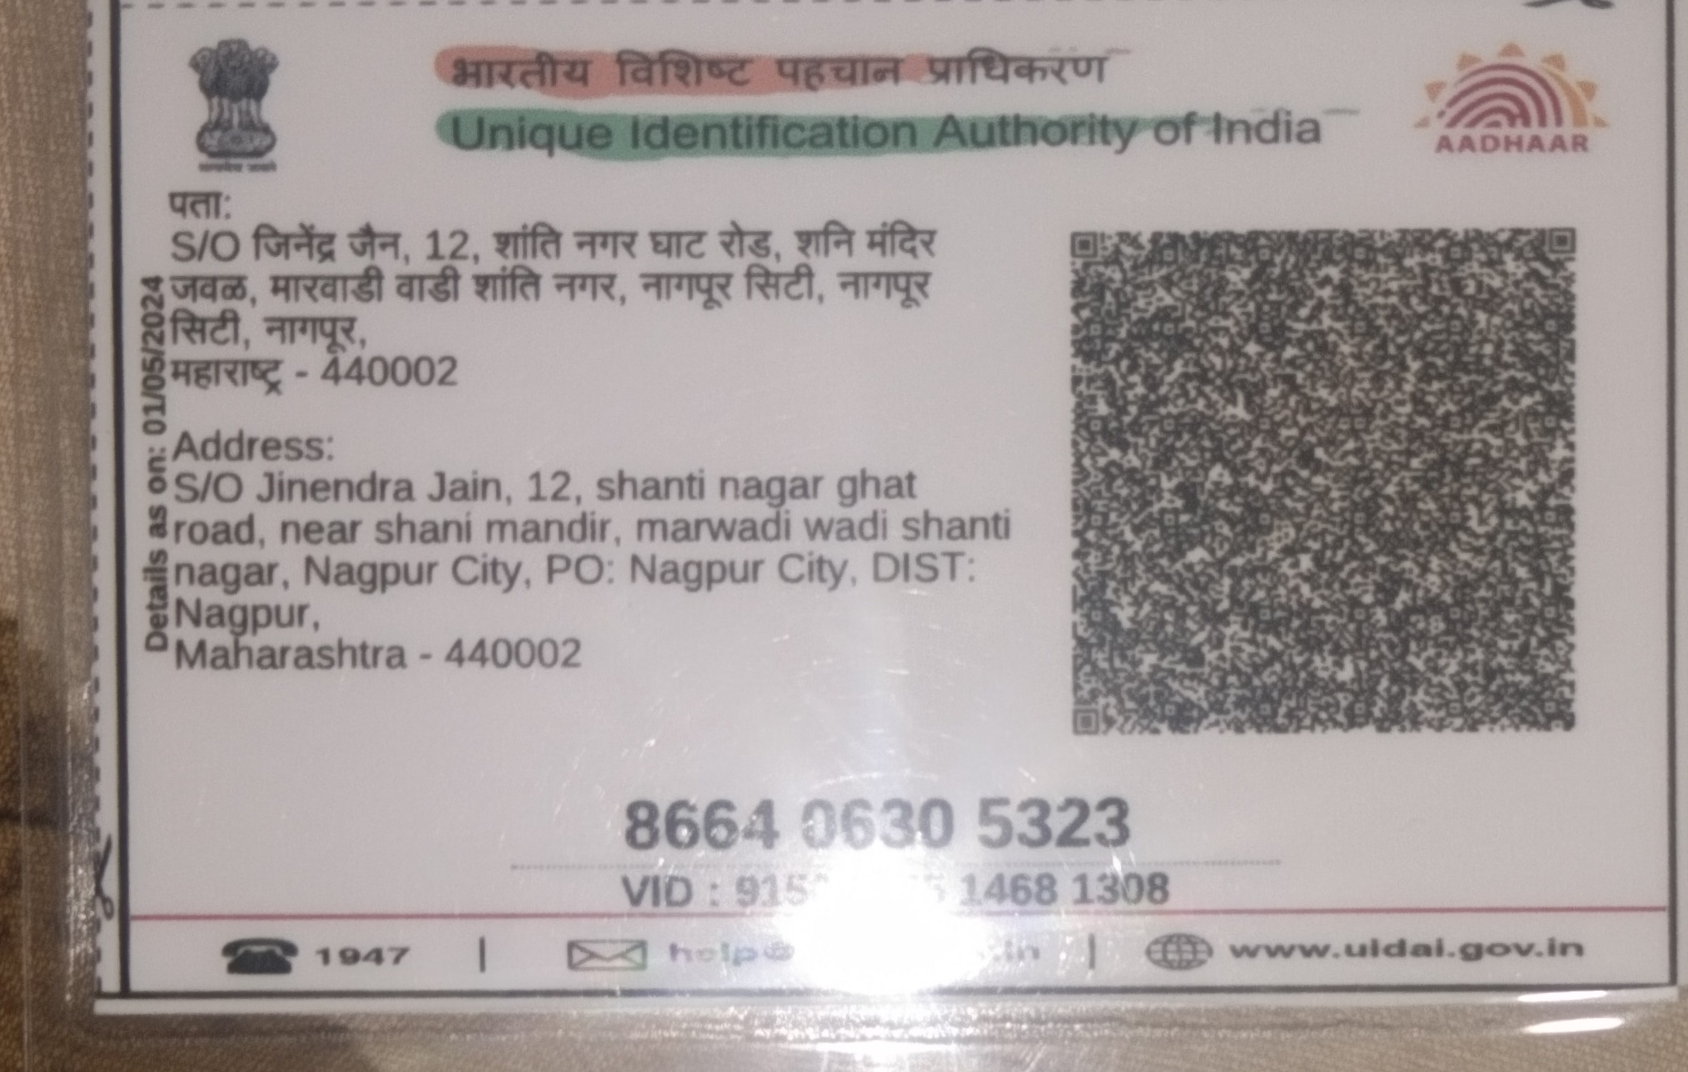 भारतीय विशिष्ट पहचान प्राधिकरण
Unique Identification Authority of India
AADHAAR
पता:
S/O जिनेंद्र जैन, 12, शांति नगर घाट रोड, शनि मंदिर
जवळ, मारवाडी वाडी शांति नगर, नागपूर सिटी, नागपूर
सिटी, नागपूर,
महाराष्ट्र - 440002
Details as on: 01/05/2024
Address:
S/O Jinendra Jain, 12, shanti nagar ghat
road, near shani mandir, marwadi wadi shanti
nagar, Nagpur City, PO: Nagpur City, DIST:
Nagpur,
Maharashtra - 440002
8664 0630 5323
VID : 1468 1308
1947 | | www.uidai.gov.in